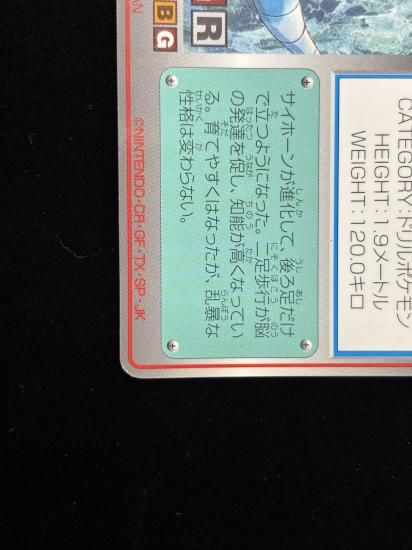 R
B G
CATEGORY:ドリルポケモン
HEIGHT:1.9メートル
WEIGHT:120.0キロ
サイホーンが進化して、後ろ足だけ
で立つようになった。二足歩行が脳
の発達を促し、知能が高くなってい
る。育てやすくはなったが、乱暴な
性格は変わらない。
©NINTENDO・CR・GF・TX・SP・JK